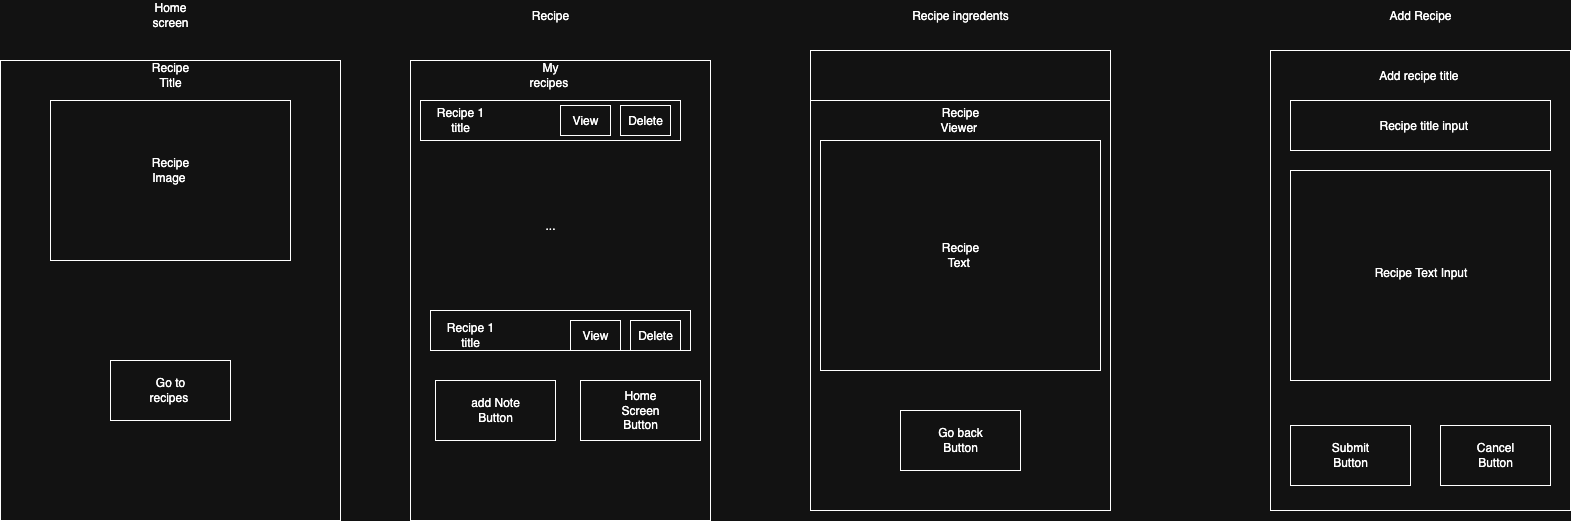 Home
screen
Recipe
Title
Recipe
Image
Go to
recipes
Recipe
My
recipes
Recipe 1
title
View
Delete
...
Recipe 1
title
View
Delete
add Note
Button
Home
Screen
Button
Recipe ingredents
Recipe
Viewer
Recipe
Text
Go back
Button
Add Recipe
Add recipe title
Recipe title input
Recipe Text Input
Submit
Button
Cancel
Button